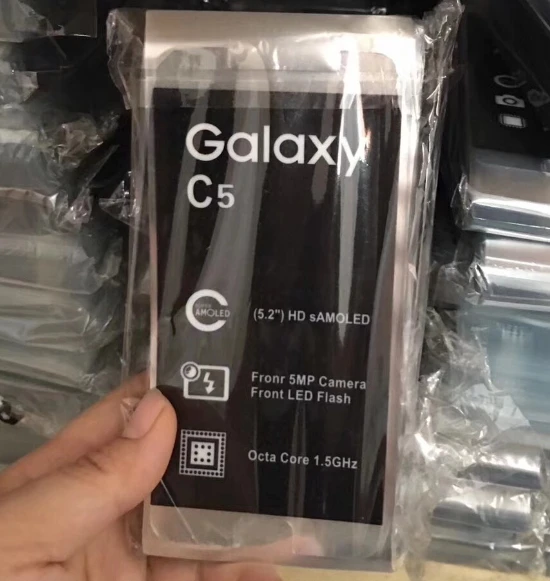 Galaxy
C5
AMOLED
(5.2") HD sAMOLED
Fronr 5MP Camera
Front LED Flash
Octa Core 1.5GHz